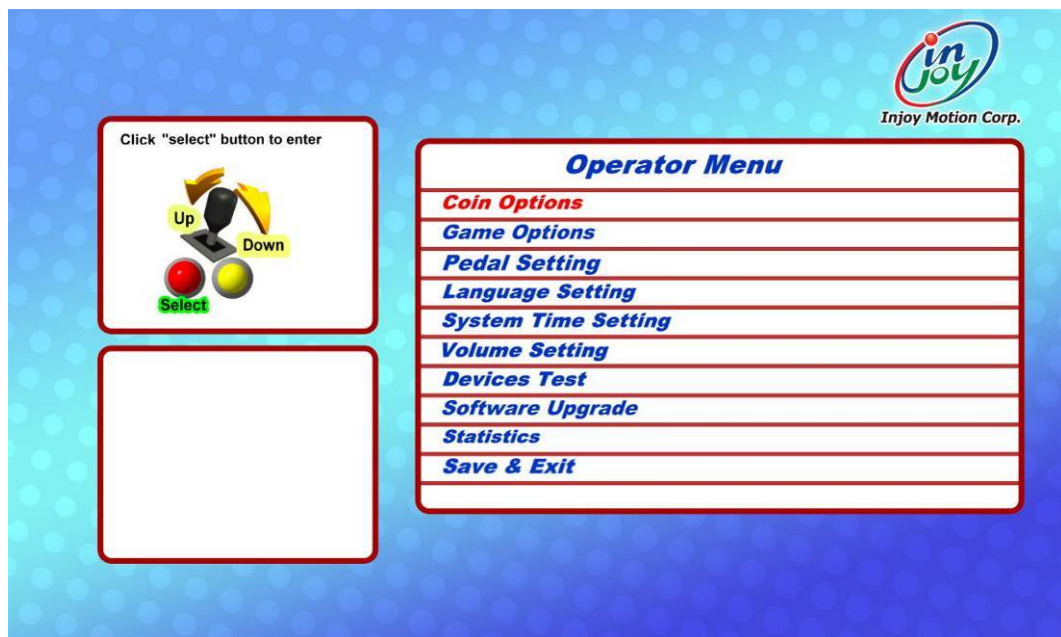 in
joy
Injoy Motion Corp.
Click "select" button to enter
Up
Down
Select
Operator Menu
Coin Options
Game Options
Pedal Setting
Language Setting
System Time Setting
Volume Setting
Devices Test
Software Upgrade
Statistics
Save & Exit